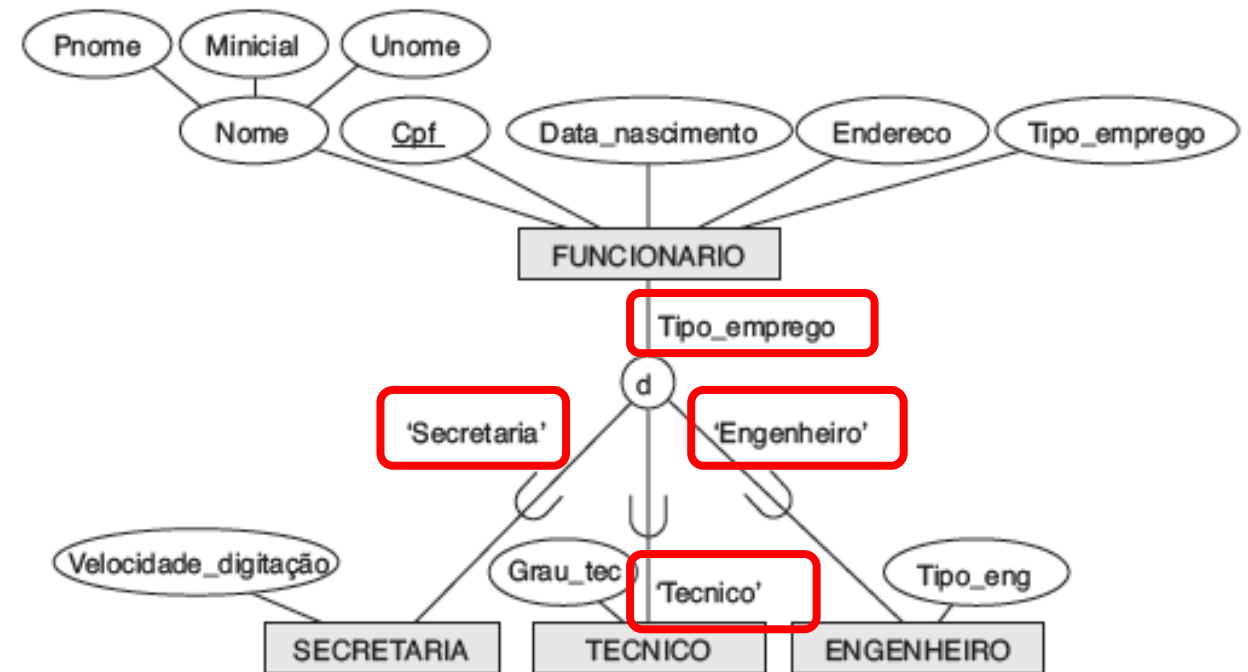 Pnome Minicial Unome
Nome Cpf Data_nascimento Endereco Tipo_emprego
FUNCIONARIO
Tipo_emprego
d
‘Secretaria’ ‘Engenheiro’
Velocidade_digitação Grau_tec ‘Tecnico’ Tipo_eng
SECRETARIA TECNICO ENGENHEIRO